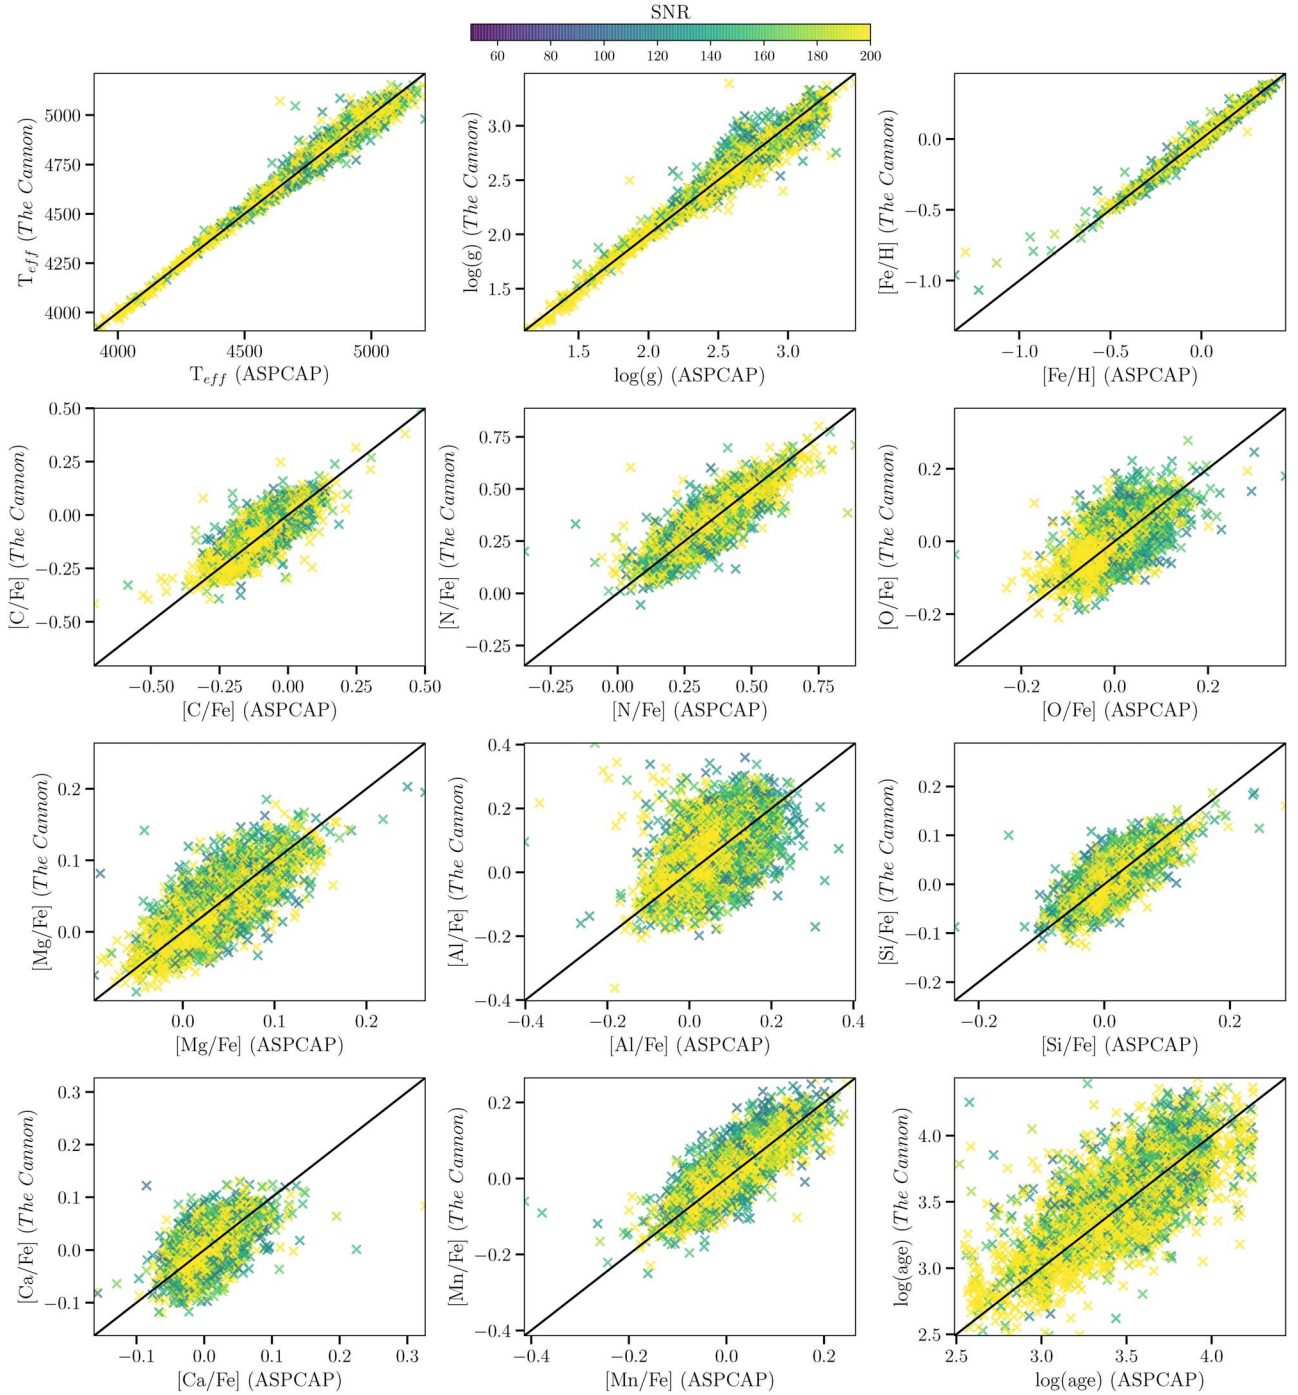 SNR
60 80 100 120 140 160 180 200
T_eff (The Cannon)
5000
4750
4500
4250
4000
4000 4500 5000
T_eff (ASPCAP)
log(g) (The Cannon)
3.0
2.5
2.0
1.5
1.5 2.0 2.5 3.0
log(g) (ASPCAP)
[Fe/H] (The Cannon)
0.0
−0.5
−1.0
−1.0 −0.5 0.0
[Fe/H] (ASPCAP)
[C/Fe] (The Cannon)
0.50
0.25
0.00
−0.25
−0.50
−0.50 −0.25 0.00 0.25 0.50
[C/Fe] (ASPCAP)
[N/Fe] (The Cannon)
0.75
0.50
0.25
0.00
−0.25
−0.25 0.00 0.25 0.50 0.75
[N/Fe] (ASPCAP)
[O/Fe] (The Cannon)
0.2
0.0
−0.2
−0.2 0.0 0.2
[O/Fe] (ASPCAP)
[Mg/Fe] (The Cannon)
0.2
0.1
0.0
0.0 0.1 0.2
[Mg/Fe] (ASPCAP)
[Al/Fe] (The Cannon)
0.4
0.2
0.0
−0.2
−0.4
−0.4 −0.2 0.0 0.2 0.4
[Al/Fe] (ASPCAP)
[Si/Fe] (The Cannon)
0.2
0.1
0.0
−0.1
−0.2
−0.2 0.0 0.2
[Si/Fe] (ASPCAP)
[Ca/Fe] (The Cannon)
0.3
0.2
0.1
0.0
−0.1
−0.1 0.0 0.1 0.2 0.3
[Ca/Fe] (ASPCAP)
[Mn/Fe] (The Cannon)
0.2
0.0
−0.2
−0.4
−0.4 −0.2 0.0 0.2
[Mn/Fe] (ASPCAP)
log(age) (The Cannon)
4.0
3.5
3.0
2.5
2.5 3.0 3.5 4.0
log(age) (ASPCAP)